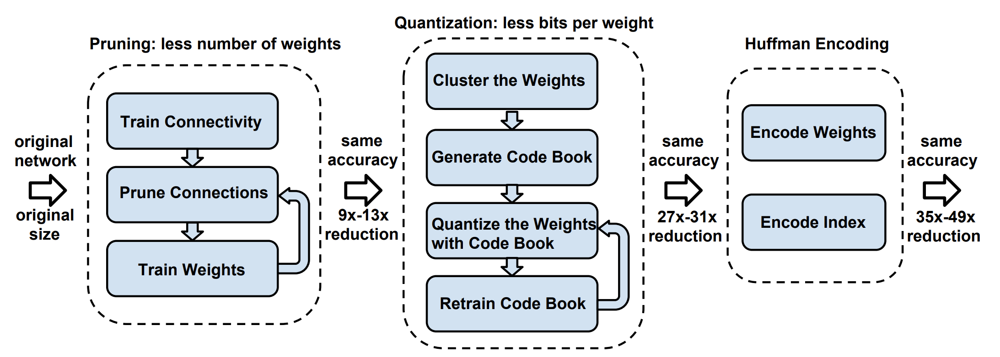 original
network
original
size
Pruning: less number of weights
Train Connectivity
Prune Connections
Train Weights
same
accuracy
9x-13x
reduction
Quantization: less bits per weight
Cluster the Weights
Generate Code Book
Quantize the Weights
with Code Book
Retrain Code Book
same
accuracy
27x-31x
reduction
Huffman Encoding
Encode Weights
Encode Index
same
accuracy
35x-49x
reduction